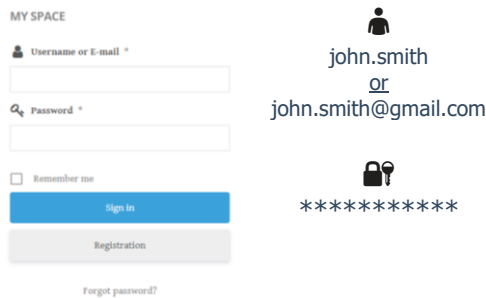 MY SPACE
Username or E-mail *
Password *
Remember me
Sign in
Registration
Forgot password?
john.smith
or
john.smith@gmail.com
***********